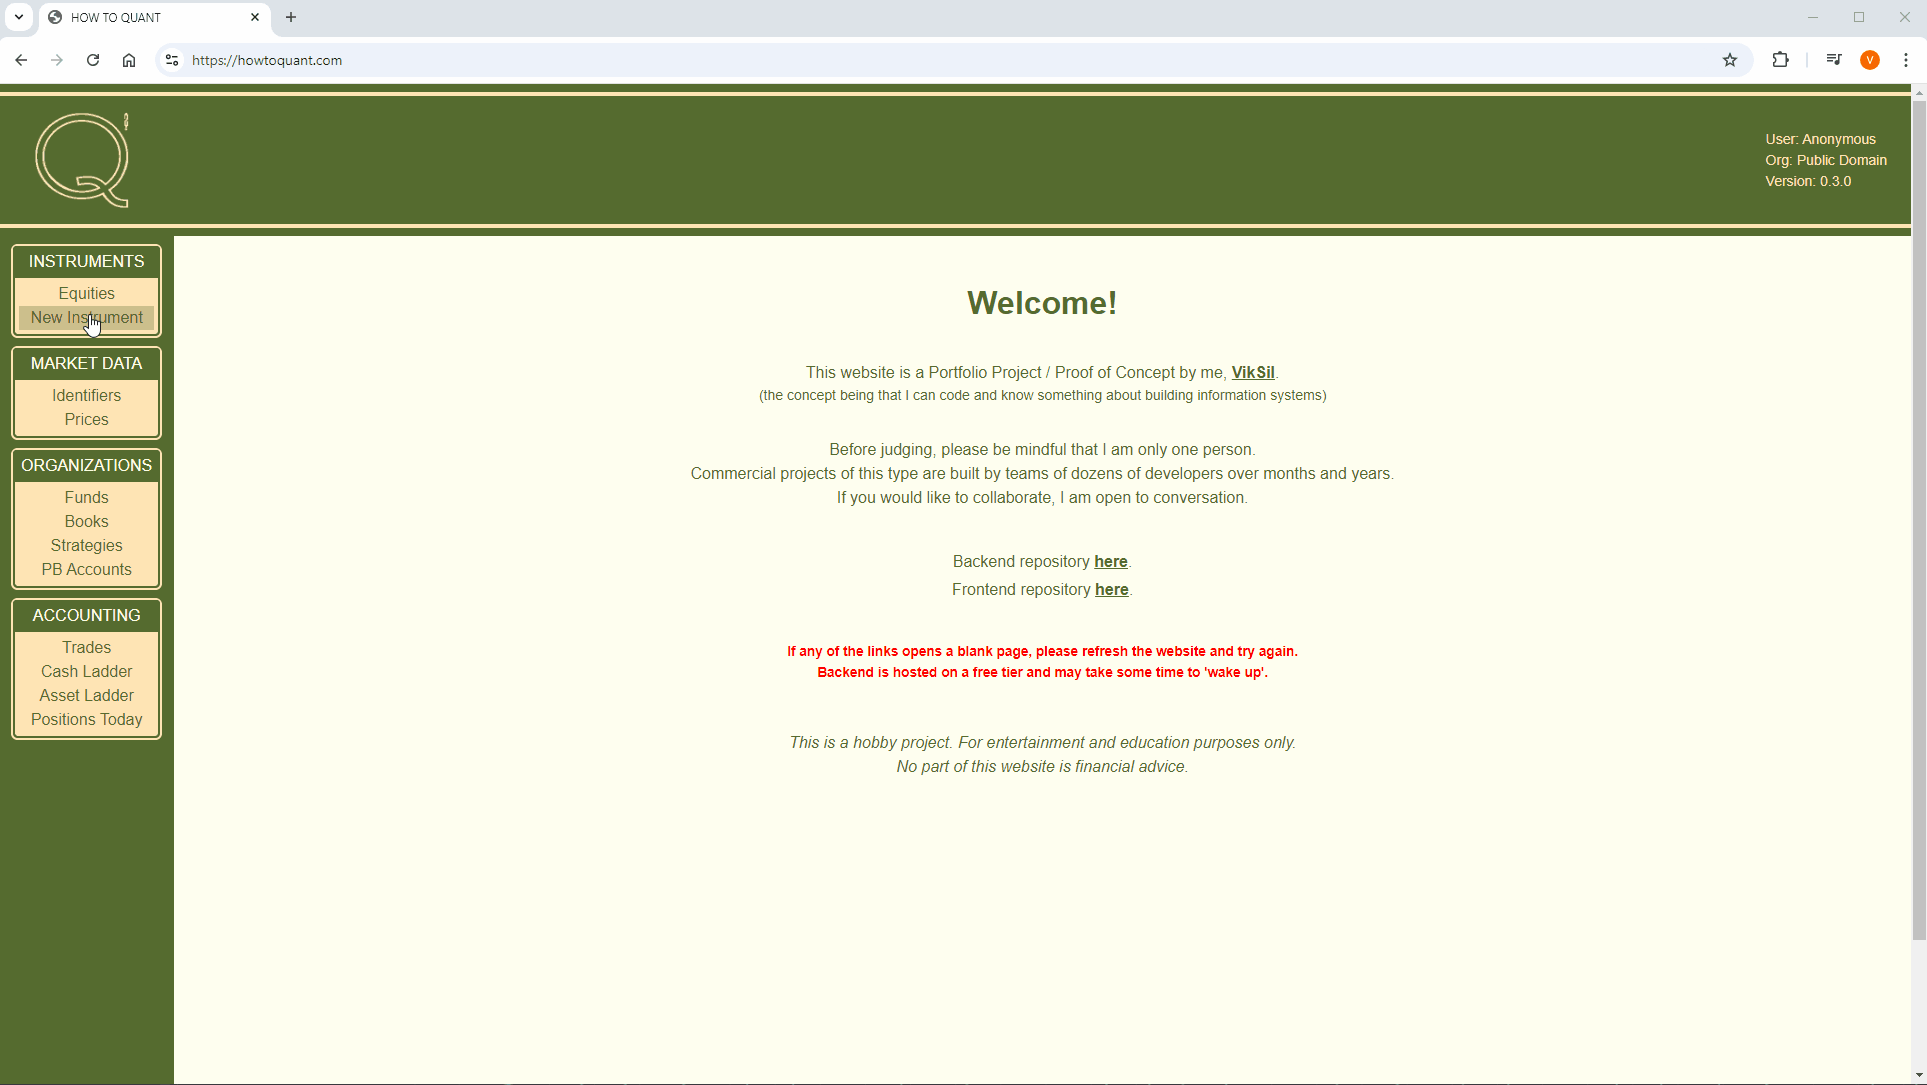 HOW TO QUANT
https://howtoquant.com
V
Q
User: Anonymous
Org: Public Domain
Version: 0.3.0
INSTRUMENTS
Equities
New Instrument
MARKET DATA
Identifiers
Prices
ORGANIZATIONS
Funds
Books
Strategies
PB Accounts
ACCOUNTING
Trades
Cash Ladder
Asset Ladder
Positions Today
Welcome!
This website is a Portfolio Project / Proof of Concept by me, VikSil.
(the concept being that I can code and know something about building information systems)
Before judging, please be mindful that I am only one person.
Commercial projects of this type are built by teams of dozens of developers over months and years.
If you would like to collaborate, I am open to conversation.
Backend repository here.
Frontend repository here.
If any of the links opens a blank page, please refresh the website and try again.
Backend is hosted on a free tier and may take some time to 'wake up'.
This is a hobby project. For entertainment and education purposes only.
No part of this website is financial advice.